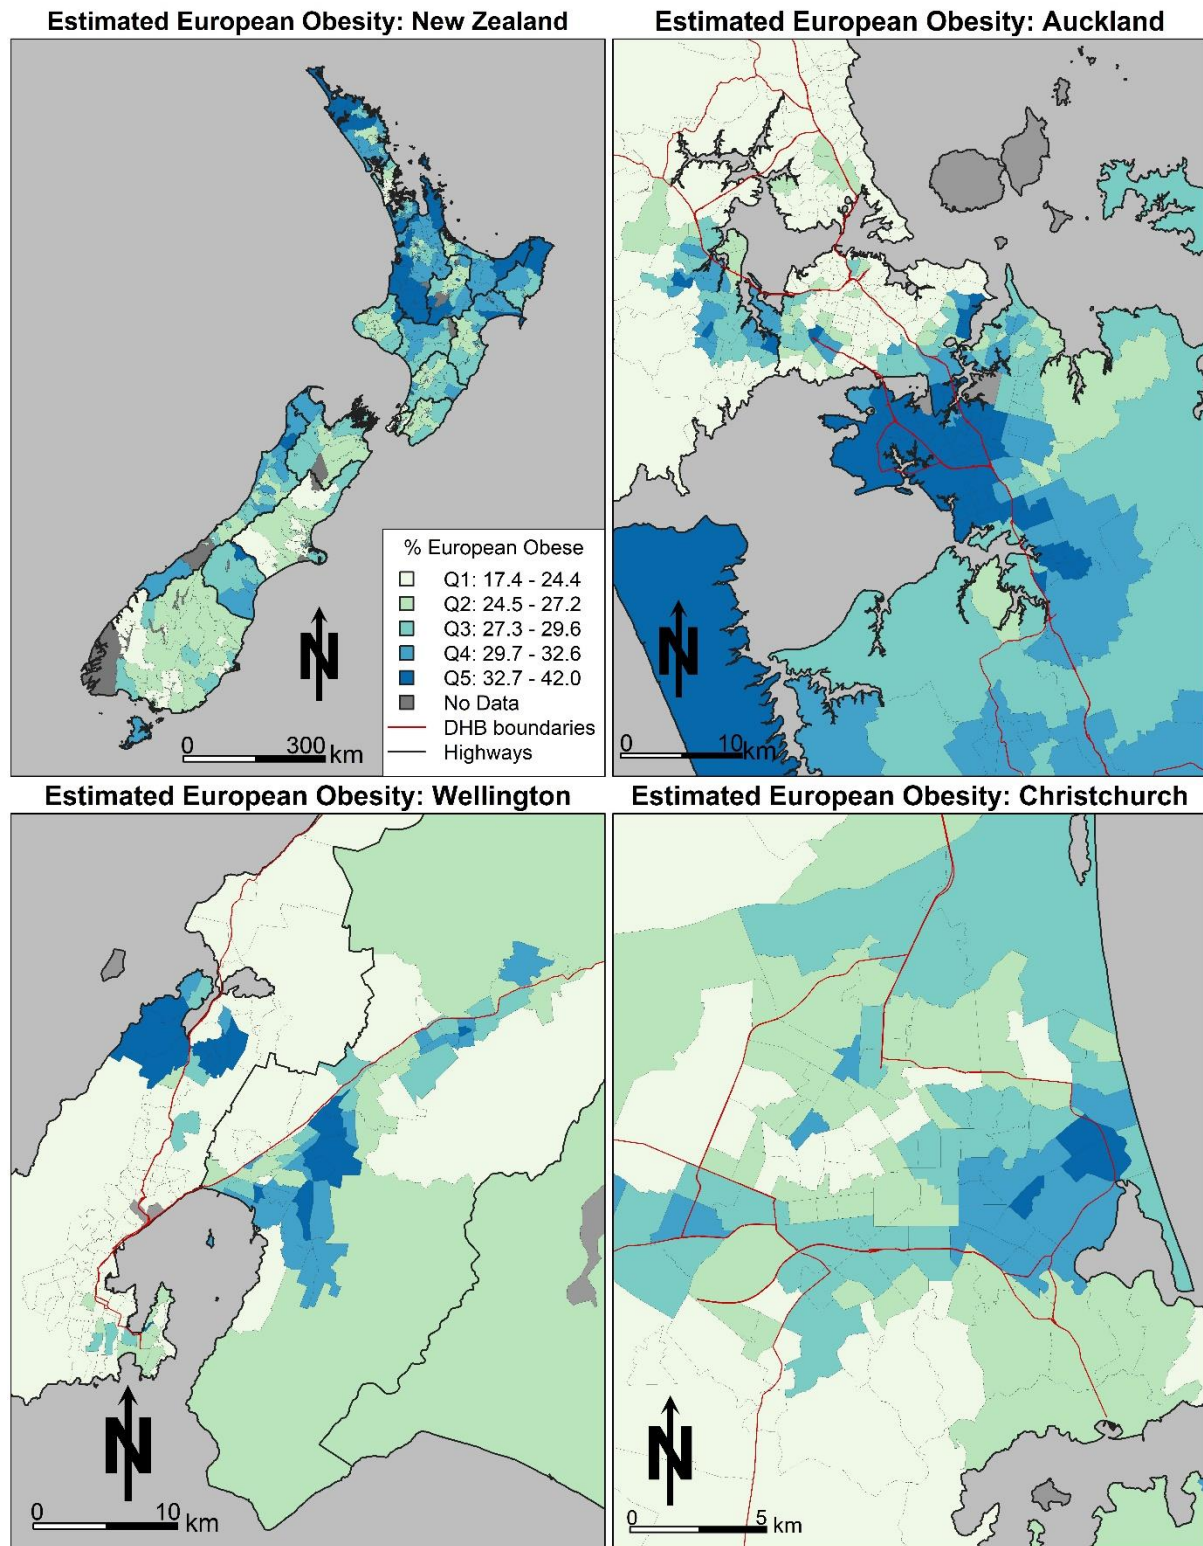 Estimated European Obesity: New Zealand
% European Obese
Q1: 17.4 - 24.4
Q2: 24.5 - 27.2
Q3: 27.3 - 29.6
Q4: 29.7 - 32.6
Q5: 32.7 - 42.0
No Data
DHB boundaries
Highways
N
0 300 km
Estimated European Obesity: Auckland
N
0 10 km
Estimated European Obesity: Wellington
N
0 10 km
Estimated European Obesity: Christchurch
N
0 5 km